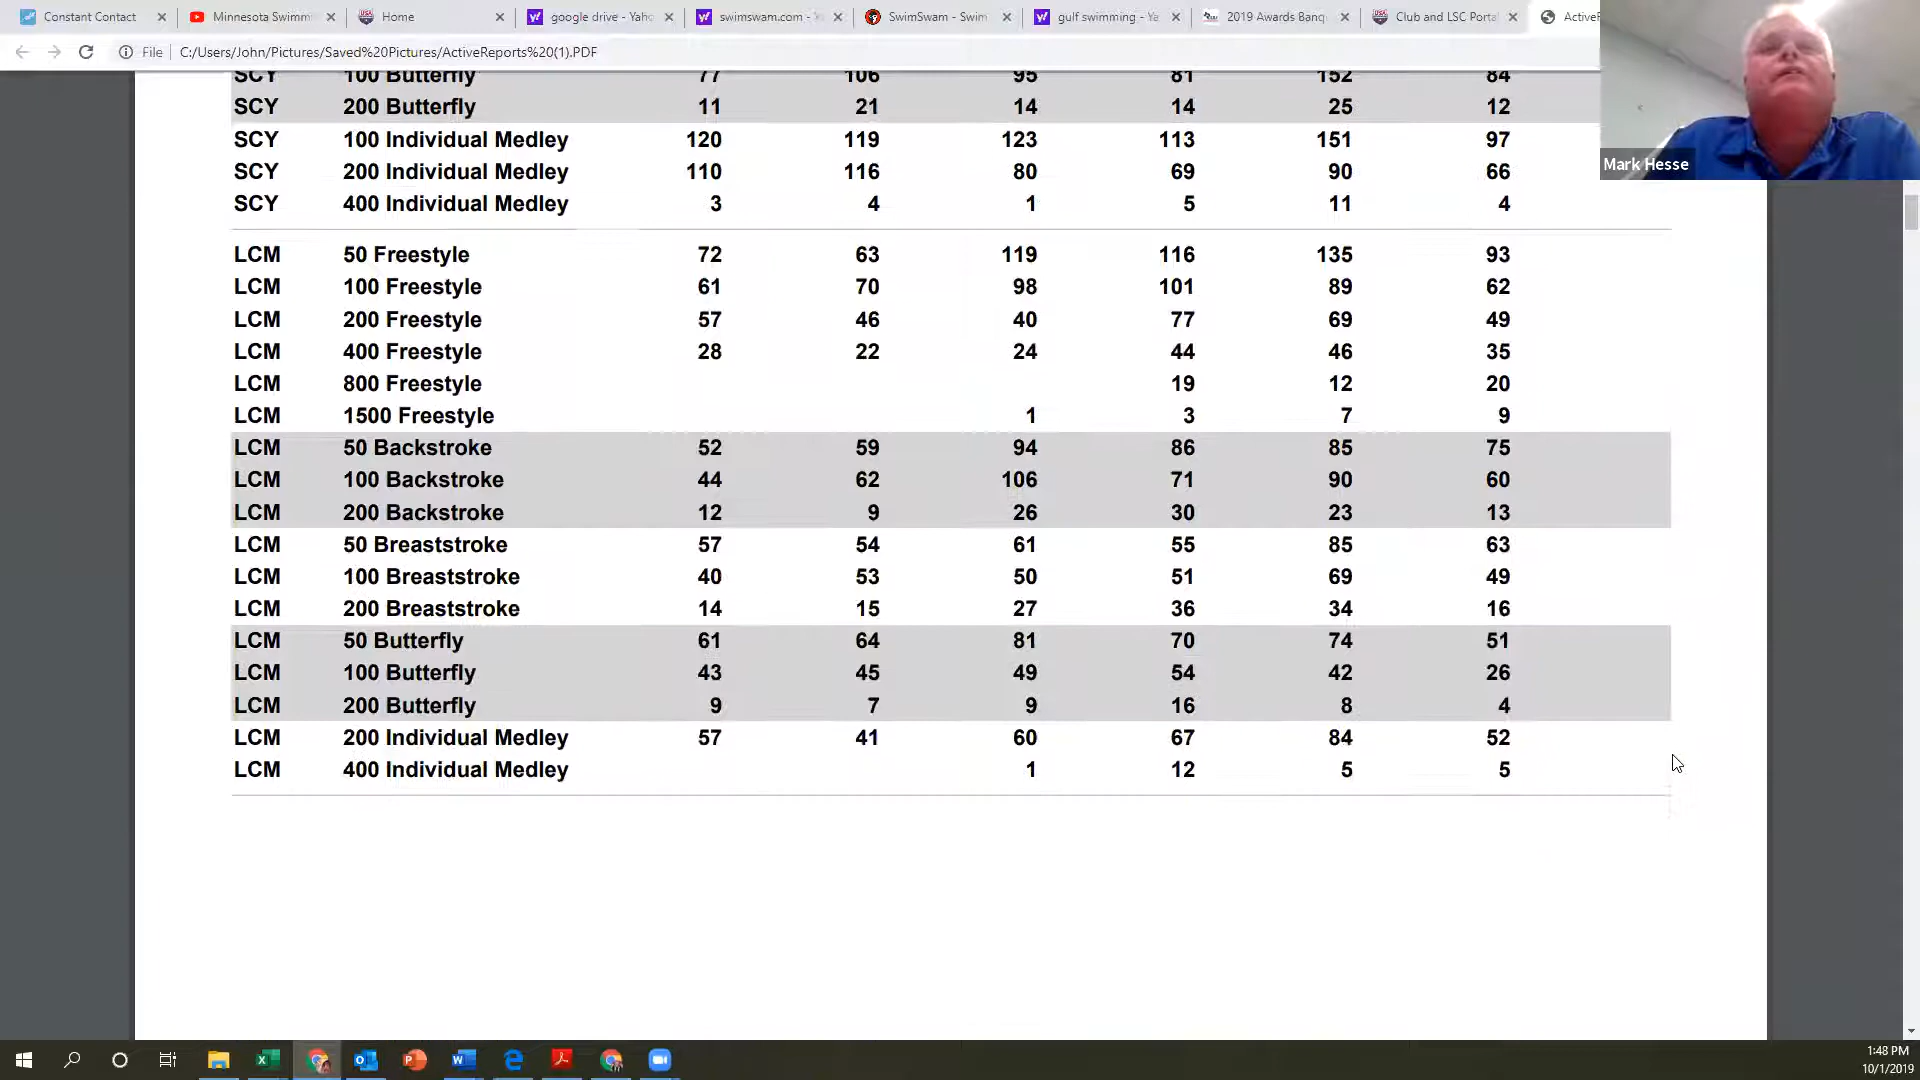 Constant Contact
Minnesota Swimm
Home
google drive - Yaho
swimswam.com -
SwimSwam - Swim
gulf swimming - Ya
2019 Awards Banq
Club and LSC Porta
ActiveR
File C:/Users/John/Pictures/Saved%20Pictures/ActiveReports%20(1).PDF
Mark Hesse
SCY 100 Butterfly 77 106 95 81 152 84
SCY 200 Butterfly 11 21 14 14 25 12
SCY 100 Individual Medley 120 119 123 113 151 97
SCY 200 Individual Medley 110 116 80 69 90 66
SCY 400 Individual Medley 3 4 1 5 11 4
LCM 50 Freestyle 72 63 119 116 135 93
LCM 100 Freestyle 61 70 98 101 89 62
LCM 200 Freestyle 57 46 40 77 69 49
LCM 400 Freestyle 28 22 24 44 46 35
LCM 800 Freestyle 19 12 20
LCM 1500 Freestyle 1 3 7 9
LCM 50 Backstroke 52 59 94 86 85 75
LCM 100 Backstroke 44 62 106 71 90 60
LCM 200 Backstroke 12 9 26 30 23 13
LCM 50 Breaststroke 57 54 61 55 85 63
LCM 100 Breaststroke 40 53 50 51 69 49
LCM 200 Breaststroke 14 15 27 36 34 16
LCM 50 Butterfly 61 64 81 70 74 51
LCM 100 Butterfly 43 45 49 54 42 26
LCM 200 Butterfly 9 7 9 16 8 4
LCM 200 Individual Medley 57 41 60 67 84 52
LCM 400 Individual Medley 1 12 5 5
1:48 PM
10/1/2019